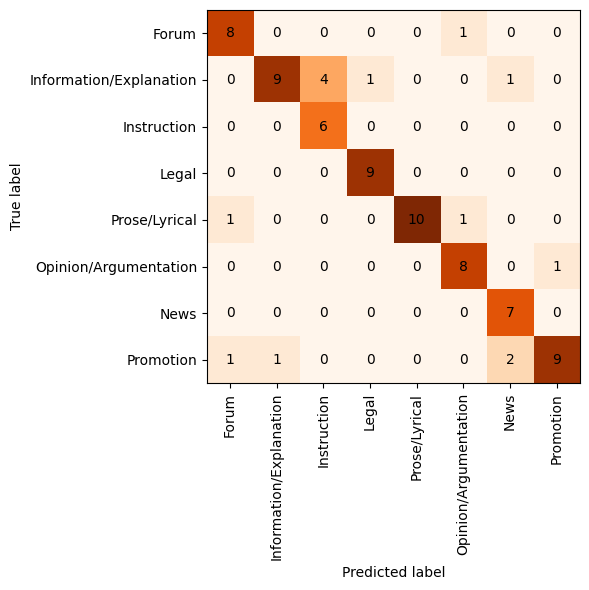 True label
Forum 8 0 0 0 0 1 0 0
Information/Explanation 0 9 4 1 0 0 1 0
Instruction 0 0 6 0 0 0 0 0
Legal 0 0 0 9 0 0 0 0
Prose/Lyrical 1 0 0 0 10 1 0 0
Opinion/Argumentation 0 0 0 0 0 8 0 1
News 0 0 0 0 0 0 7 0
Promotion 1 1 0 0 0 0 2 9
Forum
Information/Explanation
Instruction
Legal
Prose/Lyrical
Opinion/Argumentation
News
Promotion
Predicted label